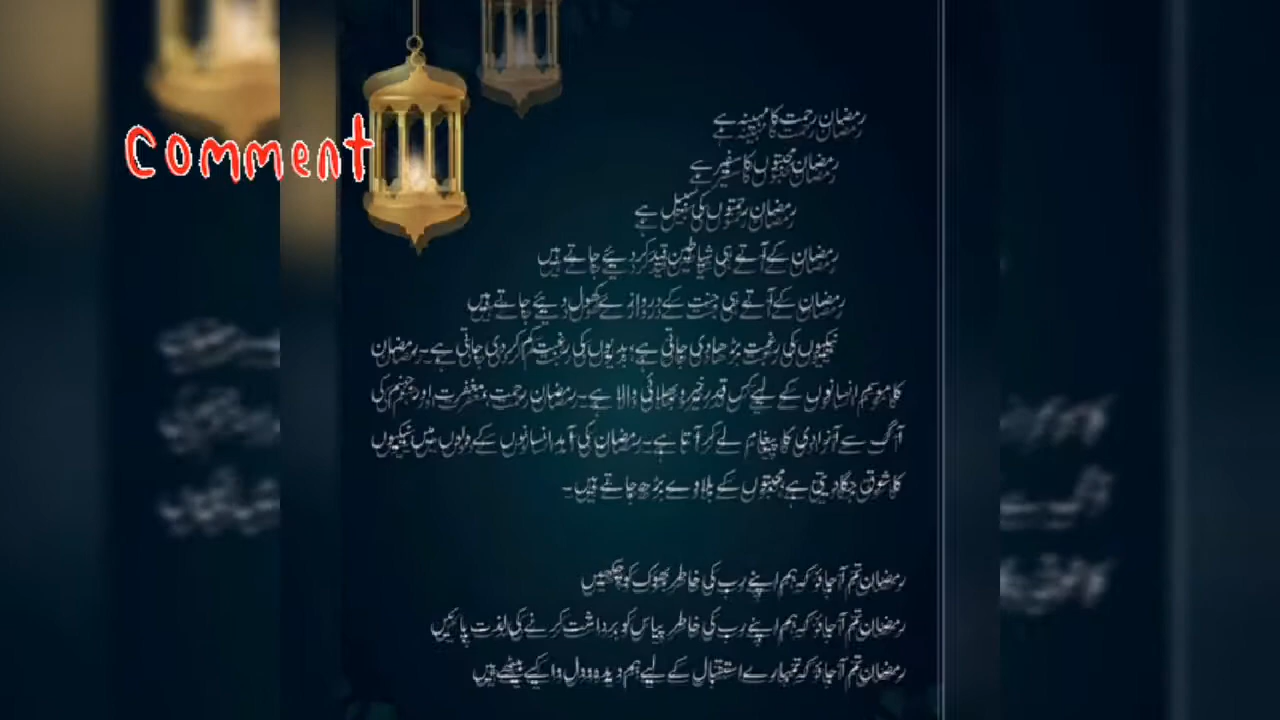 comment
رمضان رحمت کا مہینہ ہے
رمضان محبتوں کا سفیر ہے
رمضان رحمتوں کی سبیل ہے
رمضان کے آتے ہی شیاطین قید کر دئیے جاتے ہیں
رمضان کے آتے ہی جنت کے دروازے کھول دیئے جاتے ہیں
نیکیوں کی رغبت بڑھا دی جاتی ہے، بدیوں کی رغبت کم کر دی جاتی ہے۔ رمضان
کا موسم انسانوں کے لیے کس قدر خیر و بھلائی والا ہے۔ رمضان رحمت، مغفرت اور جہنم کی
آگ سے آزادی کا پیغام لے کر آتا ہے۔ رمضان کی آمد انسانوں کے دلوں میں نیکیوں
کا شوق جگا دیتی ہے، محبتوں کے بلاوے بڑھ جاتے ہیں۔
رمضان تم آ جاؤ کہ ہم اپنے رب کی خاطر بھوک کو چکھیں
رمضان تم آ جاؤ کہ ہم اپنے رب کی خاطر پیاس کو برداشت کرنے کی لذت پائیں
رمضان تم آ جاؤ کہ تمہارے استقبال کے لیے ہم دیدہ و دل وا کیے بیٹھے ہیں